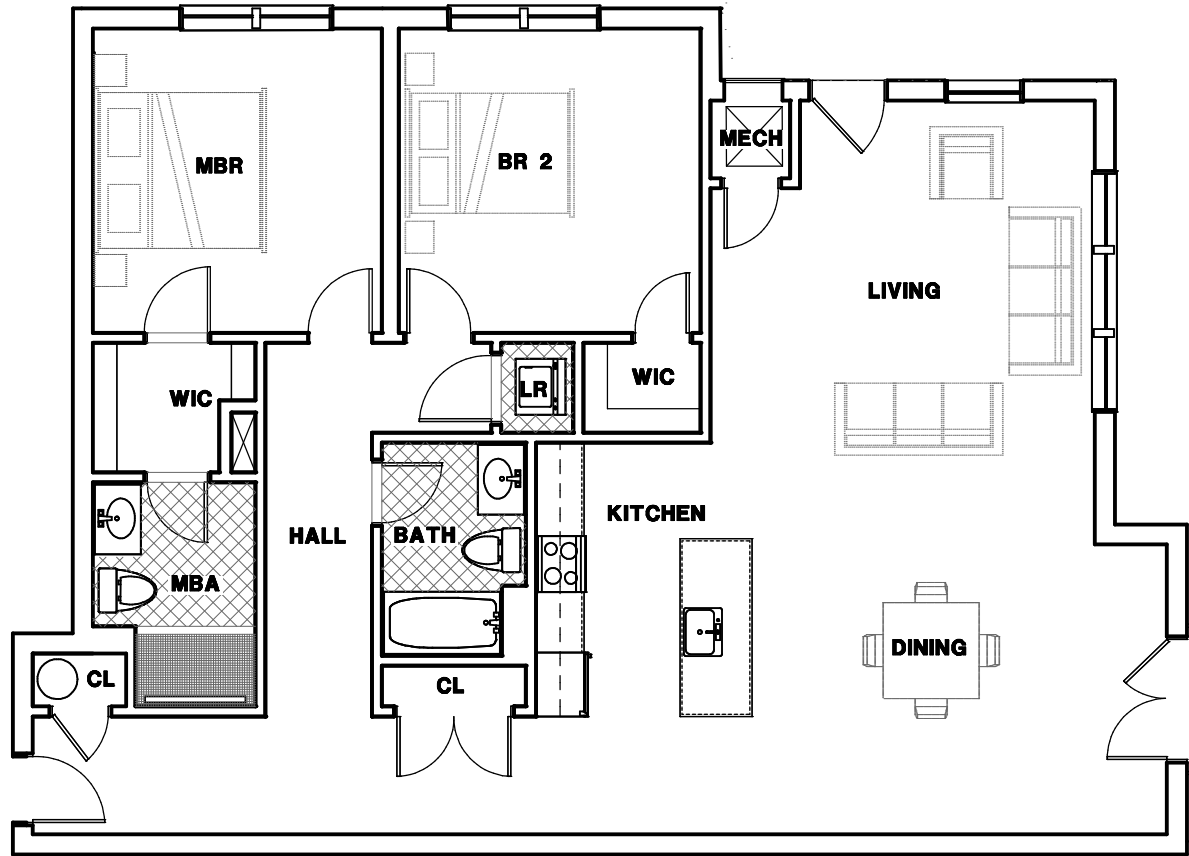 MECH
MBR
BR 2
LIVING
WIC
LR
WIC
KITCHEN
HALL
BATH
MBA
DINING
CL
CL